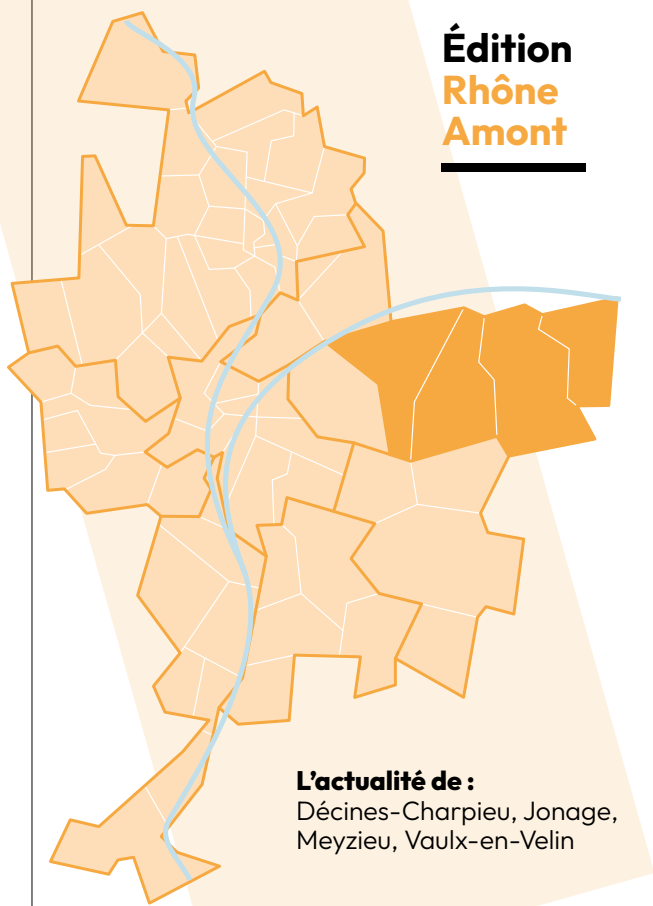 Édition
Rhône
Amont
L'actualité de :
Décines-Charpieu, Jonage,
Meyzieu, Vaulx-en-Velin